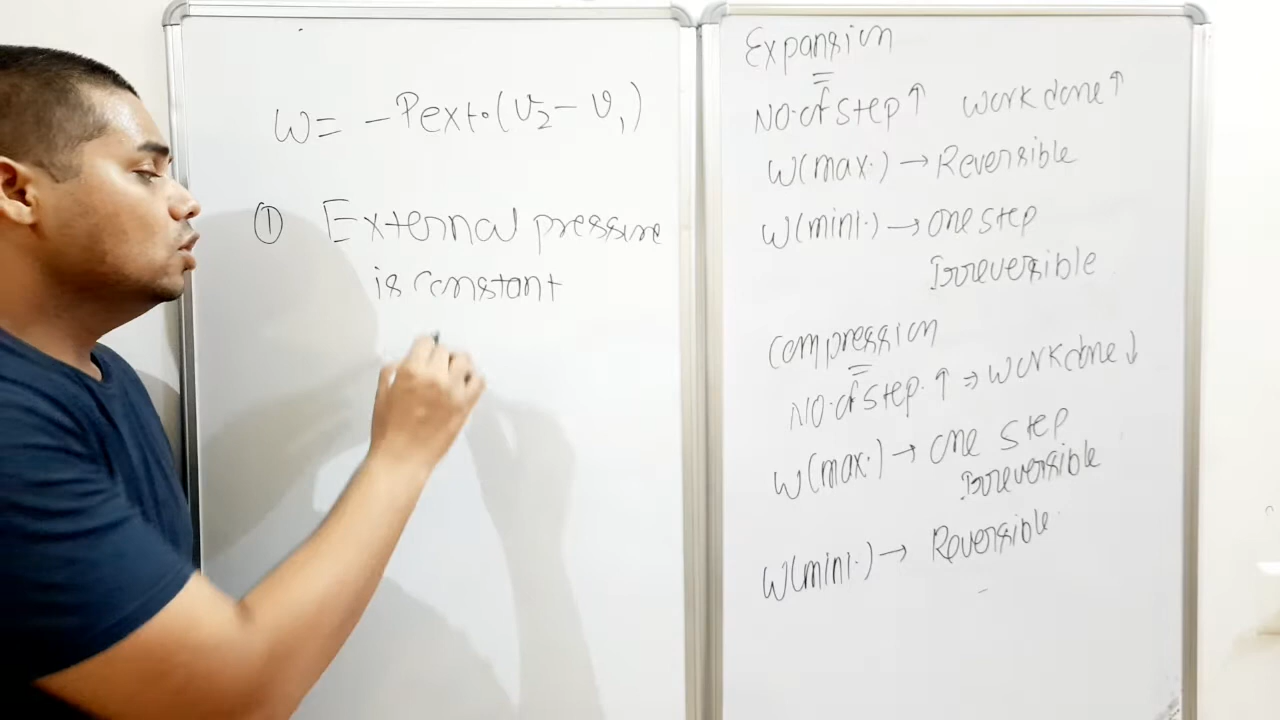 W = -Pext.(V2 - V1)
① External pressure
is constant
Expansion
NO.of step↑ work done↑
W(max.) → Reversible
W(mini.) → one step
Irreversible
compression
NO.of step.↑ ⇒ work done↓
W(max.) → one step
Irreversible
W(mini.) → Reversible